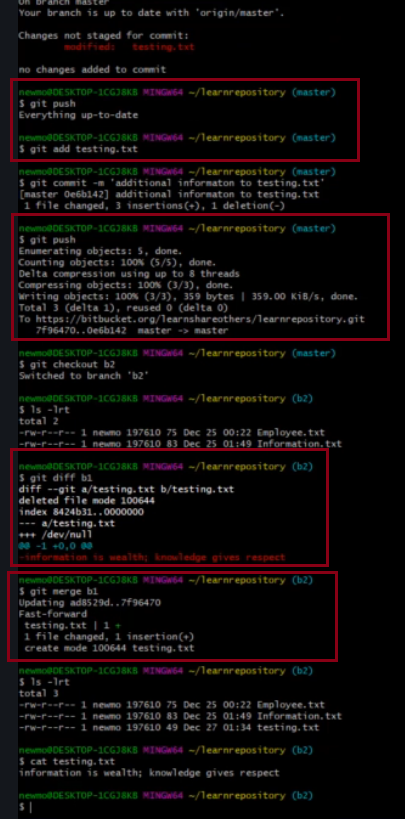 On branch master
Your branch is up to date with 'origin/master'.
Changes not staged for commit:
modified: testing.txt
no changes added to commit
newmo@DESKTOP-1CGJ8KB MINGW64 ~/learnrepository (master)
$ git push
Everything up-to-date
newmo@DESKTOP-1CGJ8KB MINGW64 ~/learnrepository (master)
$ git add testing.txt
newmo@DESKTOP-1CGJ8KB MINGW64 ~/learnrepository (master)
$ git commit -m 'additional informaton to testing.txt'
[master 0e6b142] additional informaton to testing.txt
1 file changed, 3 insertions(+), 1 deletion(-)
newmo@DESKTOP-1CGJ8KB MINGW64 ~/learnrepository (master)
$ git push
Enumerating objects: 5, done.
Counting objects: 100% (5/5), done.
Delta compression using up to 8 threads
Compressing objects: 100% (3/3), done.
Writing objects: 100% (3/3), 359 bytes | 359.00 KiB/s, done.
Total 3 (delta 1), reused 0 (delta 0)
To https://bitbucket.org/learnshareothers/learnrepository.git
7f96470..0e6b142 master -> master
newmo@DESKTOP-1CGJ8KB MINGW64 ~/learnrepository (master)
$ git checkout b2
Switched to branch 'b2'
newmo@DESKTOP-1CGJ8KB MINGW64 ~/learnrepository (b2)
$ ls -lrt
total 2
-rw-r--r-- 1 newmo 197610 75 Dec 25 00:22 Employee.txt
-rw-r--r-- 1 newmo 197610 83 Dec 25 01:49 Information.txt
newmo@DESKTOP-1CGJ8KB MINGW64 ~/learnrepository (b2)
$ git diff b1
diff --git a/testing.txt b/testing.txt
deleted file mode 100644
index 8424b31..0000000
--- a/testing.txt
+++ /dev/null
@@ -1 +0,0 @@
-information is wealth; knowledge gives respect
newmo@DESKTOP-1CGJ8KB MINGW64 ~/learnrepository (b2)
$ git merge b1
Updating ad8529d..7f96470
Fast-forward
testing.txt | 1 +
1 file changed, 1 insertion(+)
create mode 100644 testing.txt
newmo@DESKTOP-1CGJ8KB MINGW64 ~/learnrepository (b2)
$ ls -lrt
total 3
-rw-r--r-- 1 newmo 197610 75 Dec 25 00:22 Employee.txt
-rw-r--r-- 1 newmo 197610 83 Dec 25 01:49 Information.txt
-rw-r--r-- 1 newmo 197610 49 Dec 27 01:34 testing.txt
newmo@DESKTOP-1CGJ8KB MINGW64 ~/learnrepository (b2)
$ cat testing.txt
information is wealth; knowledge gives respect
newmo@DESKTOP-1CGJ8KB MINGW64 ~/learnrepository (b2)
$